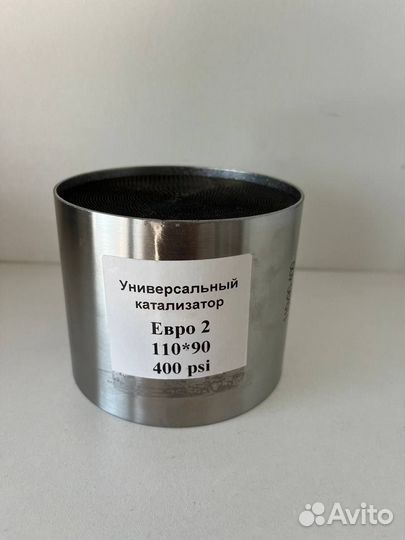 Универсальный
катализатор
Евро 2
110*90
400 psi
Avito